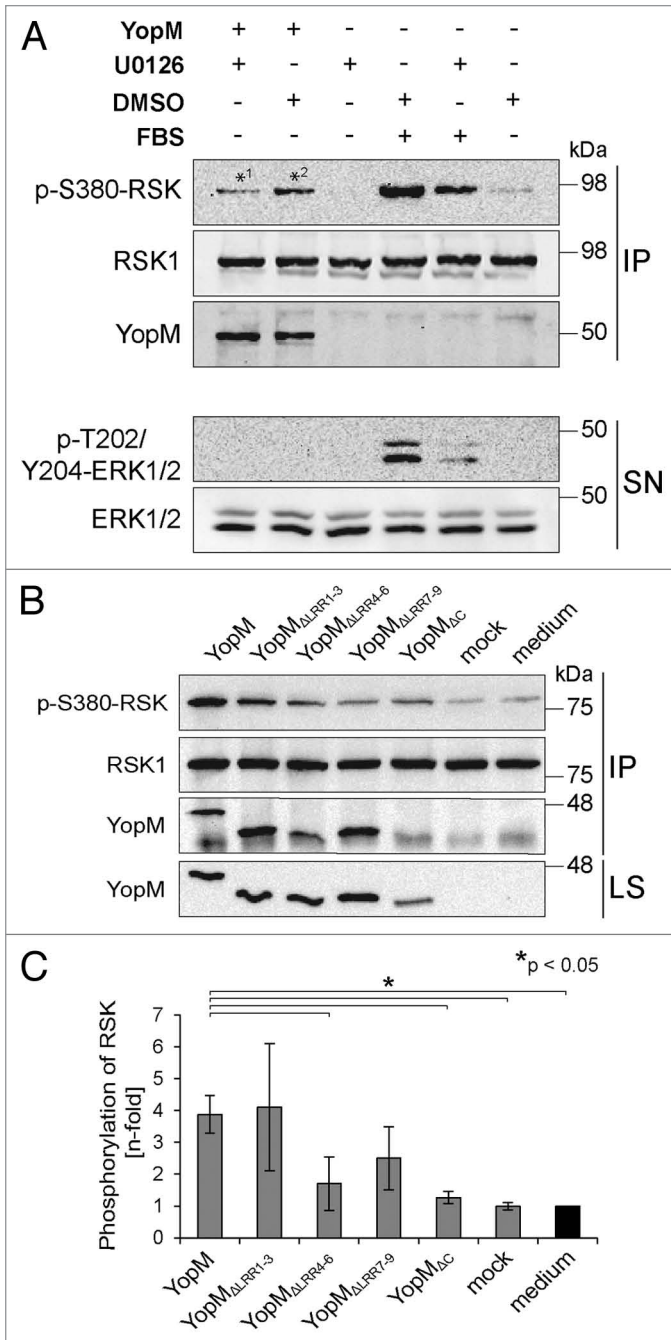 A
YopM + + - - - -
U0126 + - + - + -
DMSO - + - + - +
FBS - - - + + -
kDa
p-S380-RSK *1 *2 98
RSK1 98 IP
YopM 50
p-T202/
Y204-ERK1/2 50
50 SN
ERK1/2
B
YopM YopMΔLRR1-3 YopMΔLRR4-6 YopMΔLRR7-9 YopMΔC mock medium
kDa
p-S380-RSK 75
RSK1 75 IP
YopM 48
YopM 48 LS
C
*p < 0.05
*
Phosphorylation of RSK
[n-fold]
7
6
5
4
3
2
1
0
YopM YopMΔLRR1-3 YopMΔLRR4-6 YopMΔLRR7-9 YopMΔC mock medium